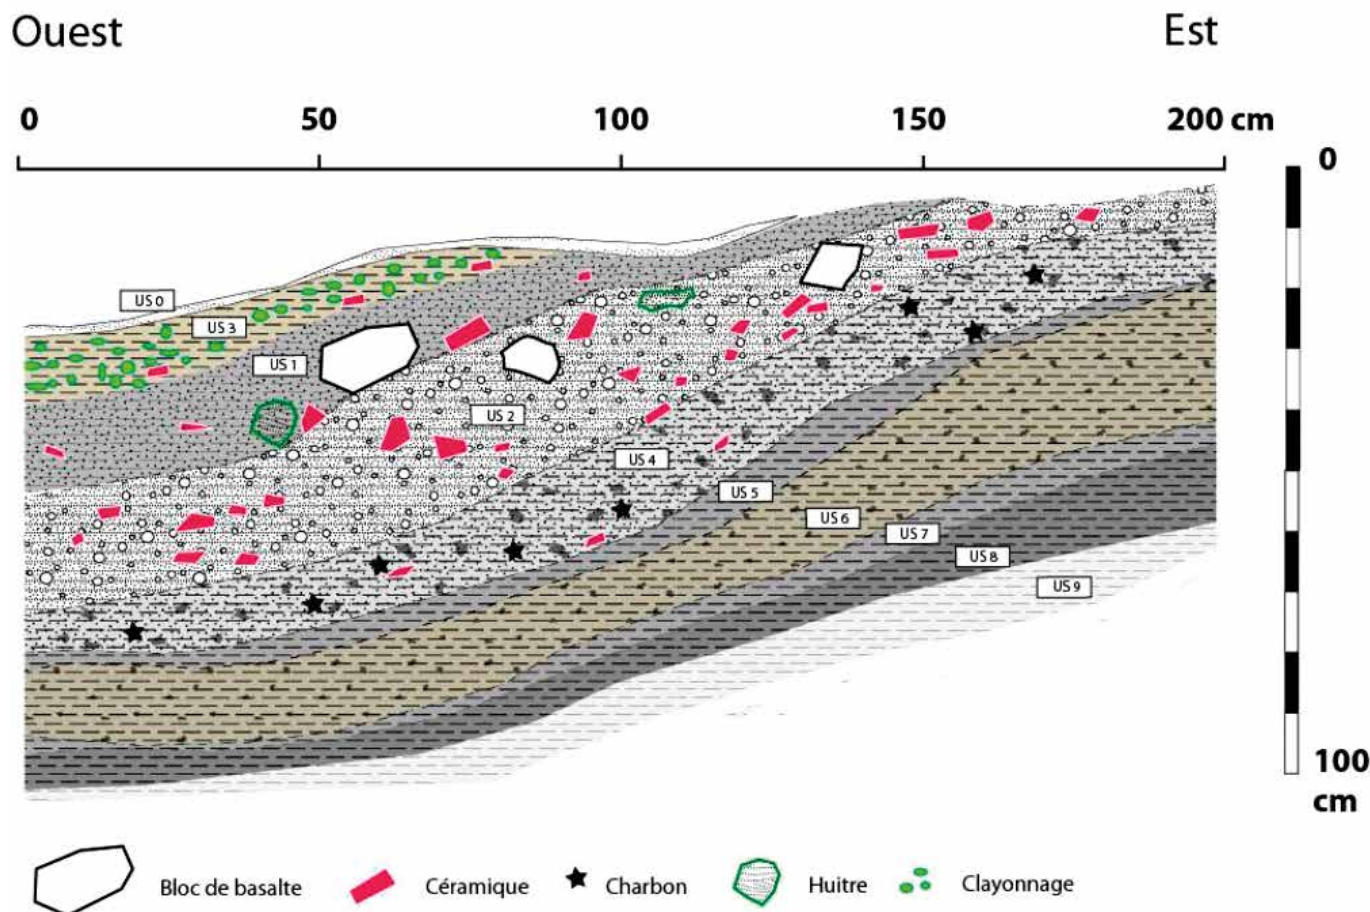 Ouest Est
0 50 100 150 200 cm
0
US 0
US 3
US 1
US 2
US 4
US 5
US 6
US 7
US 8
US 9
100
cm
Bloc de basalte Céramique Charbon Huitre Clayonnage